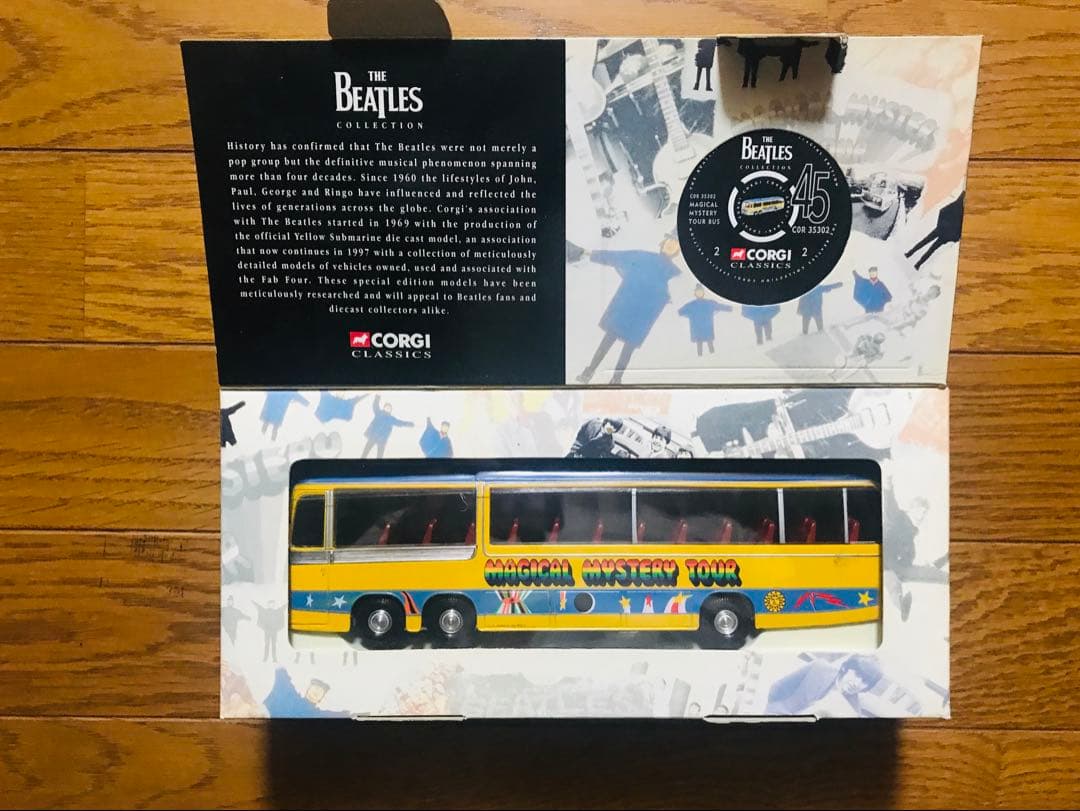 THE
BEATLES
COLLECTION
History has confirmed that The Beatles were not merely a
pop group but the definitive musical phenomenon spanning
more than four decades. Since 1960 the lifestyles of John,
Paul, George and Ringo have influenced and reflected the
lives of generations across the globe. Corgi's association
with The Beatles started in 1969 with the production of
the official Yellow Submarine die cast model, an association
that now continues in 1997 with a collection of meticulously
detailed models of vehicles owned, used and associated with
the Fab Four. These special edition models have been
meticulously researched and will appeal to Beatles fans and
diecast collectors alike.
CORGI
CLASSICS
THE
BEATLES
COLLECTION
45
COR 35302
MAGICAL
MYSTERY
TOUR BUS
COR 35302
2 2
CORGI
CLASSICS
MAGICAL MYSTERY TOUR
BEATLES